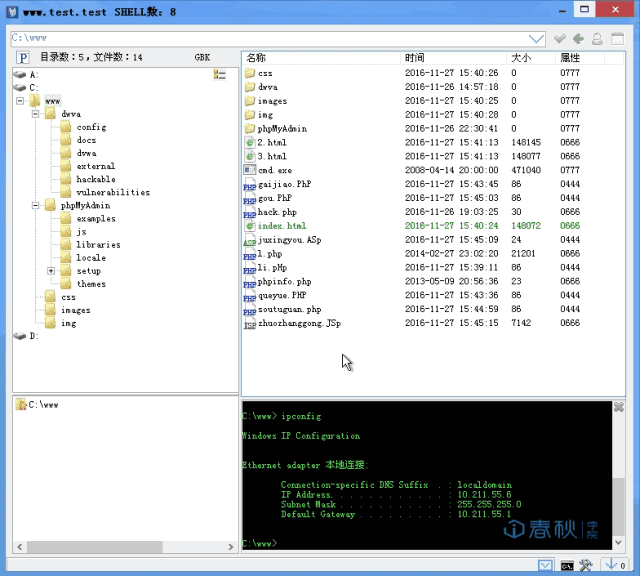 www.test.test SHELL数：8
C:\www
目录数：5，文件数：14 GBK
名称 时间 大小 属性
css 2016-11-27 15:40:26 0 0777
dwva 2016-11-26 14:57:18 0 0777
images 2016-11-27 15:40:25 0 0777
img 2016-11-27 15:40:28 0 0777
phpMyAdmin 2016-11-26 22:30:41 0 0777
2.html 2016-11-27 15:41:13 148145 0666
3.html 2016-11-27 15:41:13 148077 0666
cmd.exe 2008-04-14 20:00:00 471040 0777
gaijiao.PhP 2016-11-27 15:43:45 86 0444
gou.PHP 2016-11-27 15:45:03 86 0444
hack.php 2016-11-26 19:03:25 30 0666
index.html 2016-11-27 15:40:24 148072 0666
juxingyou.ASp 2016-11-27 15:45:09 24 0444
l.php 2014-02-27 23:02:20 21201 0666
li.pHp 2016-11-27 15:39:11 86 0444
phpinfo.php 2013-05-09 20:56:36 23 0666
queyue.PHP 2016-11-27 15:43:36 86 0444
soutuguan.php 2016-11-27 15:44:59 86 0444
zhuozhanggong.JSp 2016-11-27 15:45:15 7142 0666
A:
C:
www
dwva
config
docs
dvwa
external
hackable
vulnerabilities
phpMyAdmin
examples
js
libraries
locale
setup
themes
css
images
img
D:
C:\www
C:\www> ipconfig
Windows IP Configuration
Ethernet adapter 本地连接:
Connection-specific DNS Suffix . : localdomain
IP Address. . . . . . . . . . . . : 10.211.55.6
Subnet Mask . . . . . . . . . . . : 255.255.255.0
Default Gateway . . . . . . . . . : 10.211.55.1
C:\www>
春秋 学院
0